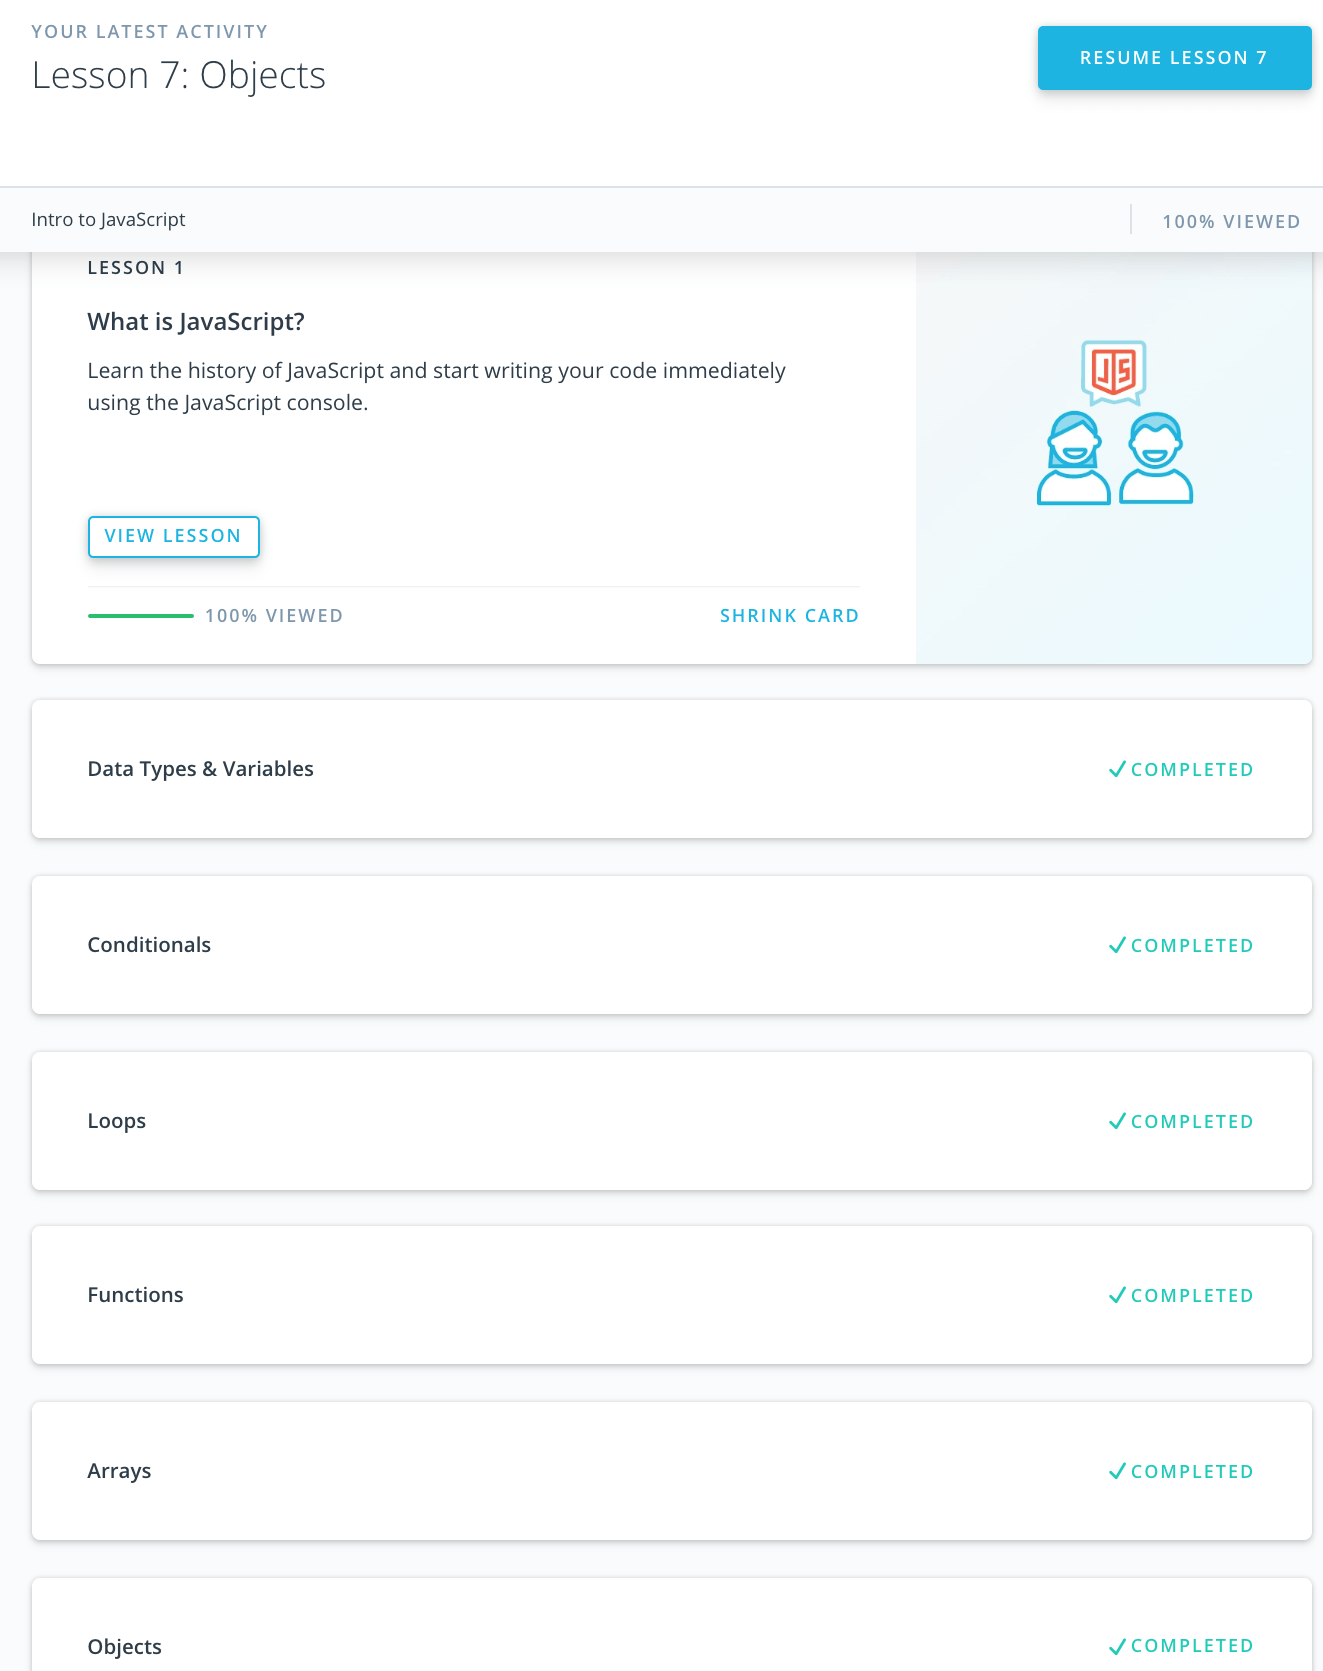 YOUR LATEST ACTIVITY
Lesson 7: Objects
RESUME LESSON 7
Intro to JavaScript
100% VIEWED
LESSON 1
What is JavaScript?
Learn the history of JavaScript and start writing your code immediately
using the JavaScript console.
JS
VIEW LESSON
100% VIEWED
SHRINK CARD
Data Types & Variables
COMPLETED
Conditionals
COMPLETED
Loops
COMPLETED
Functions
COMPLETED
Arrays
COMPLETED
Objects
COMPLETED